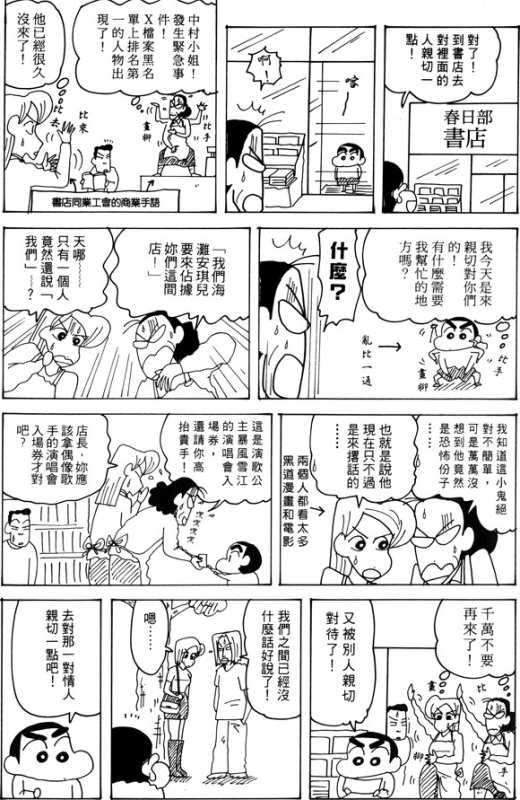 對了！
到書店去
對裡面的
人親切一
點！
春日部
書店
喀
啊！
中村小姐！
發生緊急事
件！
X檔案黑名
單上排名第
一的人物出
現了！
比手
畫腳
他已經很久
沒來了！
比來
比去
書店同業工會的商業手語
我今天是來
親切對你們
的！
有什麼需要
我幫忙的地
方嗎？
比手
畫腳
亂比一通
什麼？
「我們海
灘安琪兒
要來佔據
妳們這間
店！」
天哪～～
只有一個人
竟然還說「
我們」～？
我知道這小鬼絕
對不簡單，
可是萬萬沒
想到他竟然
是恐怖份子
也就是說他
現在只不過
是來撂話的
兩個人都看太多
黑道漫畫和電影
這是演歌公
主暴風雪江
的演唱會入
場券，
還請你高
抬貴手！
店長，妳應
該拿偶像歌
手的演唱會
入場券才對
吧？
千萬不要
再來了！
比手
畫腳
又被別人親切
對待了！
我們之間已經沒
什麼話好說了！
嗯……
去對那一對情人
親切一點吧！